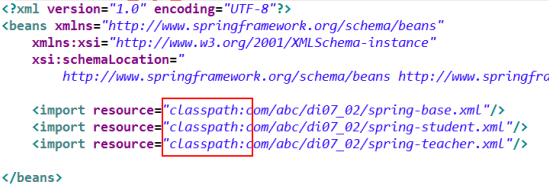 <?xml version="1.0" encoding="UTF-8"?>
<beans xmlns="http://www.springframework.org/schema/beans"
xmlns:xsi="http://www.w3.org/2001/XMLSchema-instance"
xsi:schemaLocation="
http://www.springframework.org/schema/beans http://www.springfra
<import resource="classpath:com/abc/di07_02/spring-base.xml"/>
<import resource="classpath:com/abc/di07_02/spring-student.xml"/>
<import resource="classpath:com/abc/di07_02/spring-teacher.xml"/>
</beans>